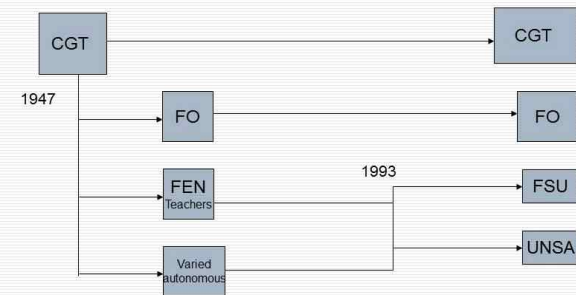 CGT
CGT
1947
FO
FO
1993
FEN
Teachers
FSU
Varied
autonomous
UNSA